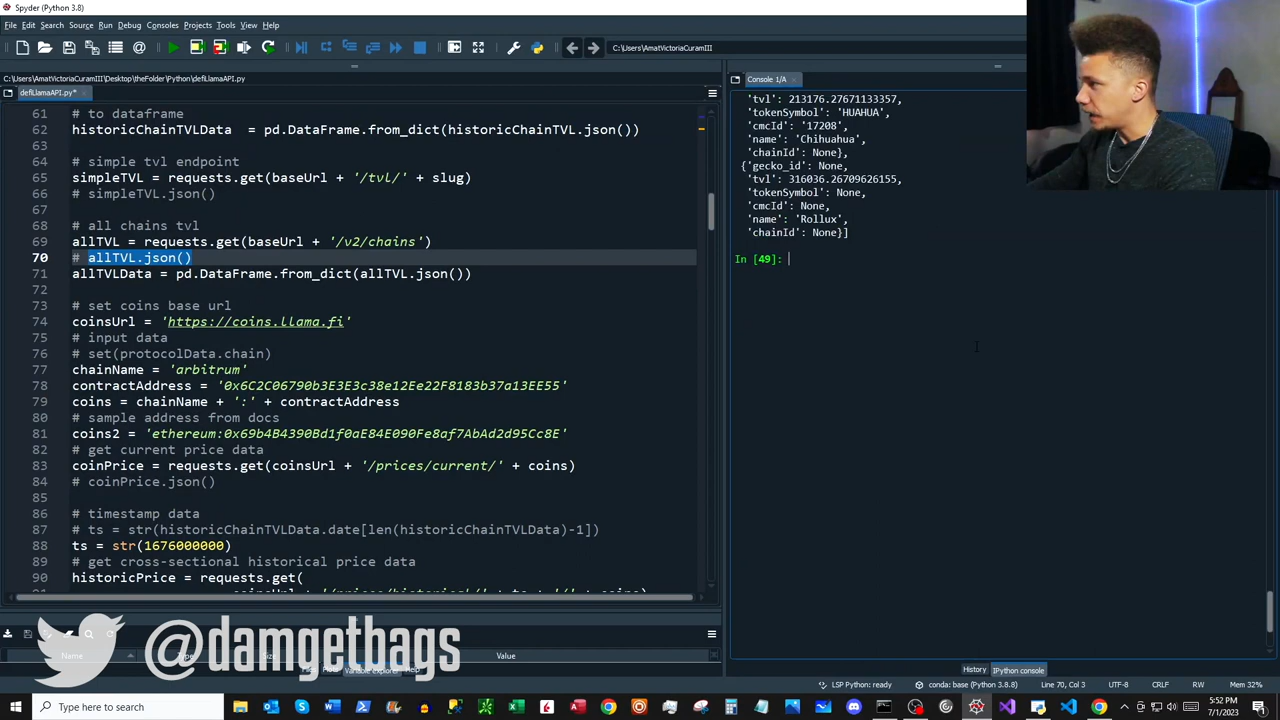 Spyder (Python 3.8)
File Edit Search Source Run Debug Consoles Projects Tools View Help
C:\Users\AmatVictoriaCuramIII
C:\Users\AmatVictoriaCuramIII\Desktop\theFolder\Python\defiLlamaAPI.py
defiLlamaAPI.py*
Console 1/A
61 # to dataframe
62 historicChainTVLData = pd.DataFrame.from_dict(historicChainTVL.json())
63
64 # simple tvl endpoint
65 simpleTVL = requests.get(baseUrl + '/tvl/' + slug)
66 # simpleTVL.json()
67
68 # all chains tvl
69 allTVL = requests.get(baseUrl + '/v2/chains')
70 # allTVL.json()
71 allTVLData = pd.DataFrame.from_dict(allTVL.json())
72
73 # set coins base url
74 coinsUrl = 'https://coins.llama.fi'
75 # input data
76 # set(protocolData.chain)
77 chainName = 'arbitrum'
78 contractAddress = '0x6C2C06790b3E3E3c38e12Ee22F8183b37a13EE55'
79 coins = chainName + ':' + contractAddress
80 # sample address from docs
81 coins2 = 'ethereum:0x69b4B4390Bd1f0aE84E090Fe8af7AbAd2d95Cc8E'
82 # get current price data
83 coinPrice = requests.get(coinsUrl + '/prices/current/' + coins)
84 # coinPrice.json()
85
86 # timestamp data
87 # ts = str(historicChainTVLData.date[len(historicChainTVLData)-1])
88 ts = str(1676000000)
89 # get cross-sectional historical price data
90 historicPrice = requests.get(
'tvl': 213176.27671133357,
'tokenSymbol': 'HUAHUA',
'cmcId': '17208',
'name': 'Chihuahua',
'chainId': None},
{'gecko_id': None,
'tvl': 316036.26709626155,
'tokenSymbol': None,
'cmcId': None,
'name': 'Rollux',
'chainId': None}]
In [49]:
@damgetbags
Name
Size
Value
Variable explorer
History
IPython console
LSP Python: ready
conda: base (Python 3.8.8)
Line 70, Col 3
UTF-8
CRLF
RW
Mem 32%
Type here to search
5:52 PM
7/1/2023